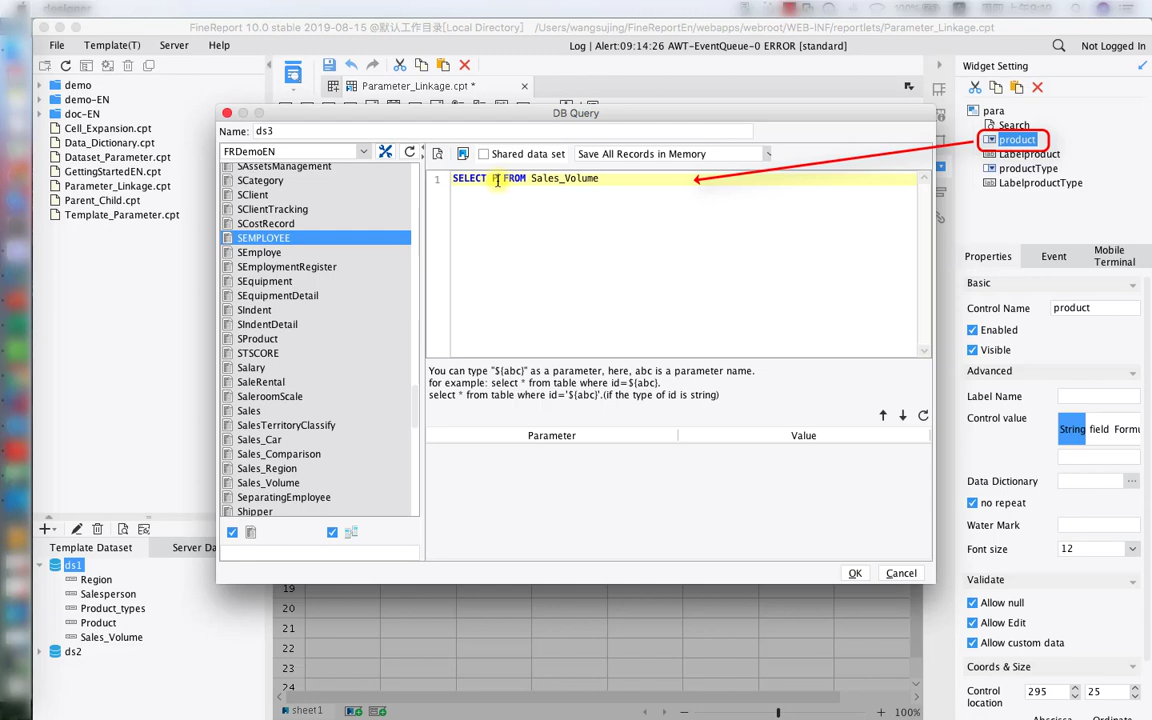 designer
FineReport 10.0 stable 2019-08-15 @默认工作目录[Local Directory] /Users/wangsujing/FineReportEn/webapps/webroot/WEB-INF/reportlets/Parameter_Linkage.cpt
File Template(T) Server Help
Log | Alert:09:14:26 AWT-EventQueue-0 ERROR [standard]
Not Logged In
demo
demo-EN
doc-EN
Cell_Expansion.cpt
Data_Dictionary.cpt
Dataset_Parameter.cpt
GettingStartedEN.cpt
Parameter_Linkage.cpt
Parent_Child.cpt
Template_Parameter.cpt
Parameter_Linkage.cpt *
DB Query
Name: ds3
FRDemoEN
Shared data set
Save All Records in Memory
SAssetsManagement
SCategory
SClient
SClientTracking
SCostRecord
SEMPLOYEE
SEmploye
SEmploymentRegister
SEquipment
SEquipmentDetail
SIndent
SIndentDetail
SProduct
STSCORE
Salary
SaleRental
SaleroomScale
Sales
SalesTerritoryClassify
Sales_Car
Sales_Comparison
Sales_Region
Sales_Volume
SeparatingEmployee
Shipper
1 SELECT P FROM Sales_Volume
You can type "${abc}" as a parameter, here, abc is a parameter name.
for example: select * from table where id=${abc}.
select * from table where id='${abc}'.(if the type of id is string)
Parameter Value
OK Cancel
Template Dataset Server Da
ds1
Region
Salesperson
Product_types
Product
Sales_Volume
ds2
19
20
21
22
23
24
sheet1
100%
Widget Setting
para
Search
product
Labelproduct
productType
LabelproductType
Properties Event Mobile Terminal
Basic
Control Name product
Enabled
Visible
Advanced
Label Name
Control value String field Formu
Data Dictionary ...
no repeat
Water Mark
Font size 12
Validate
Allow null
Allow Edit
Allow custom data
Coords & Size
Control location 295 25